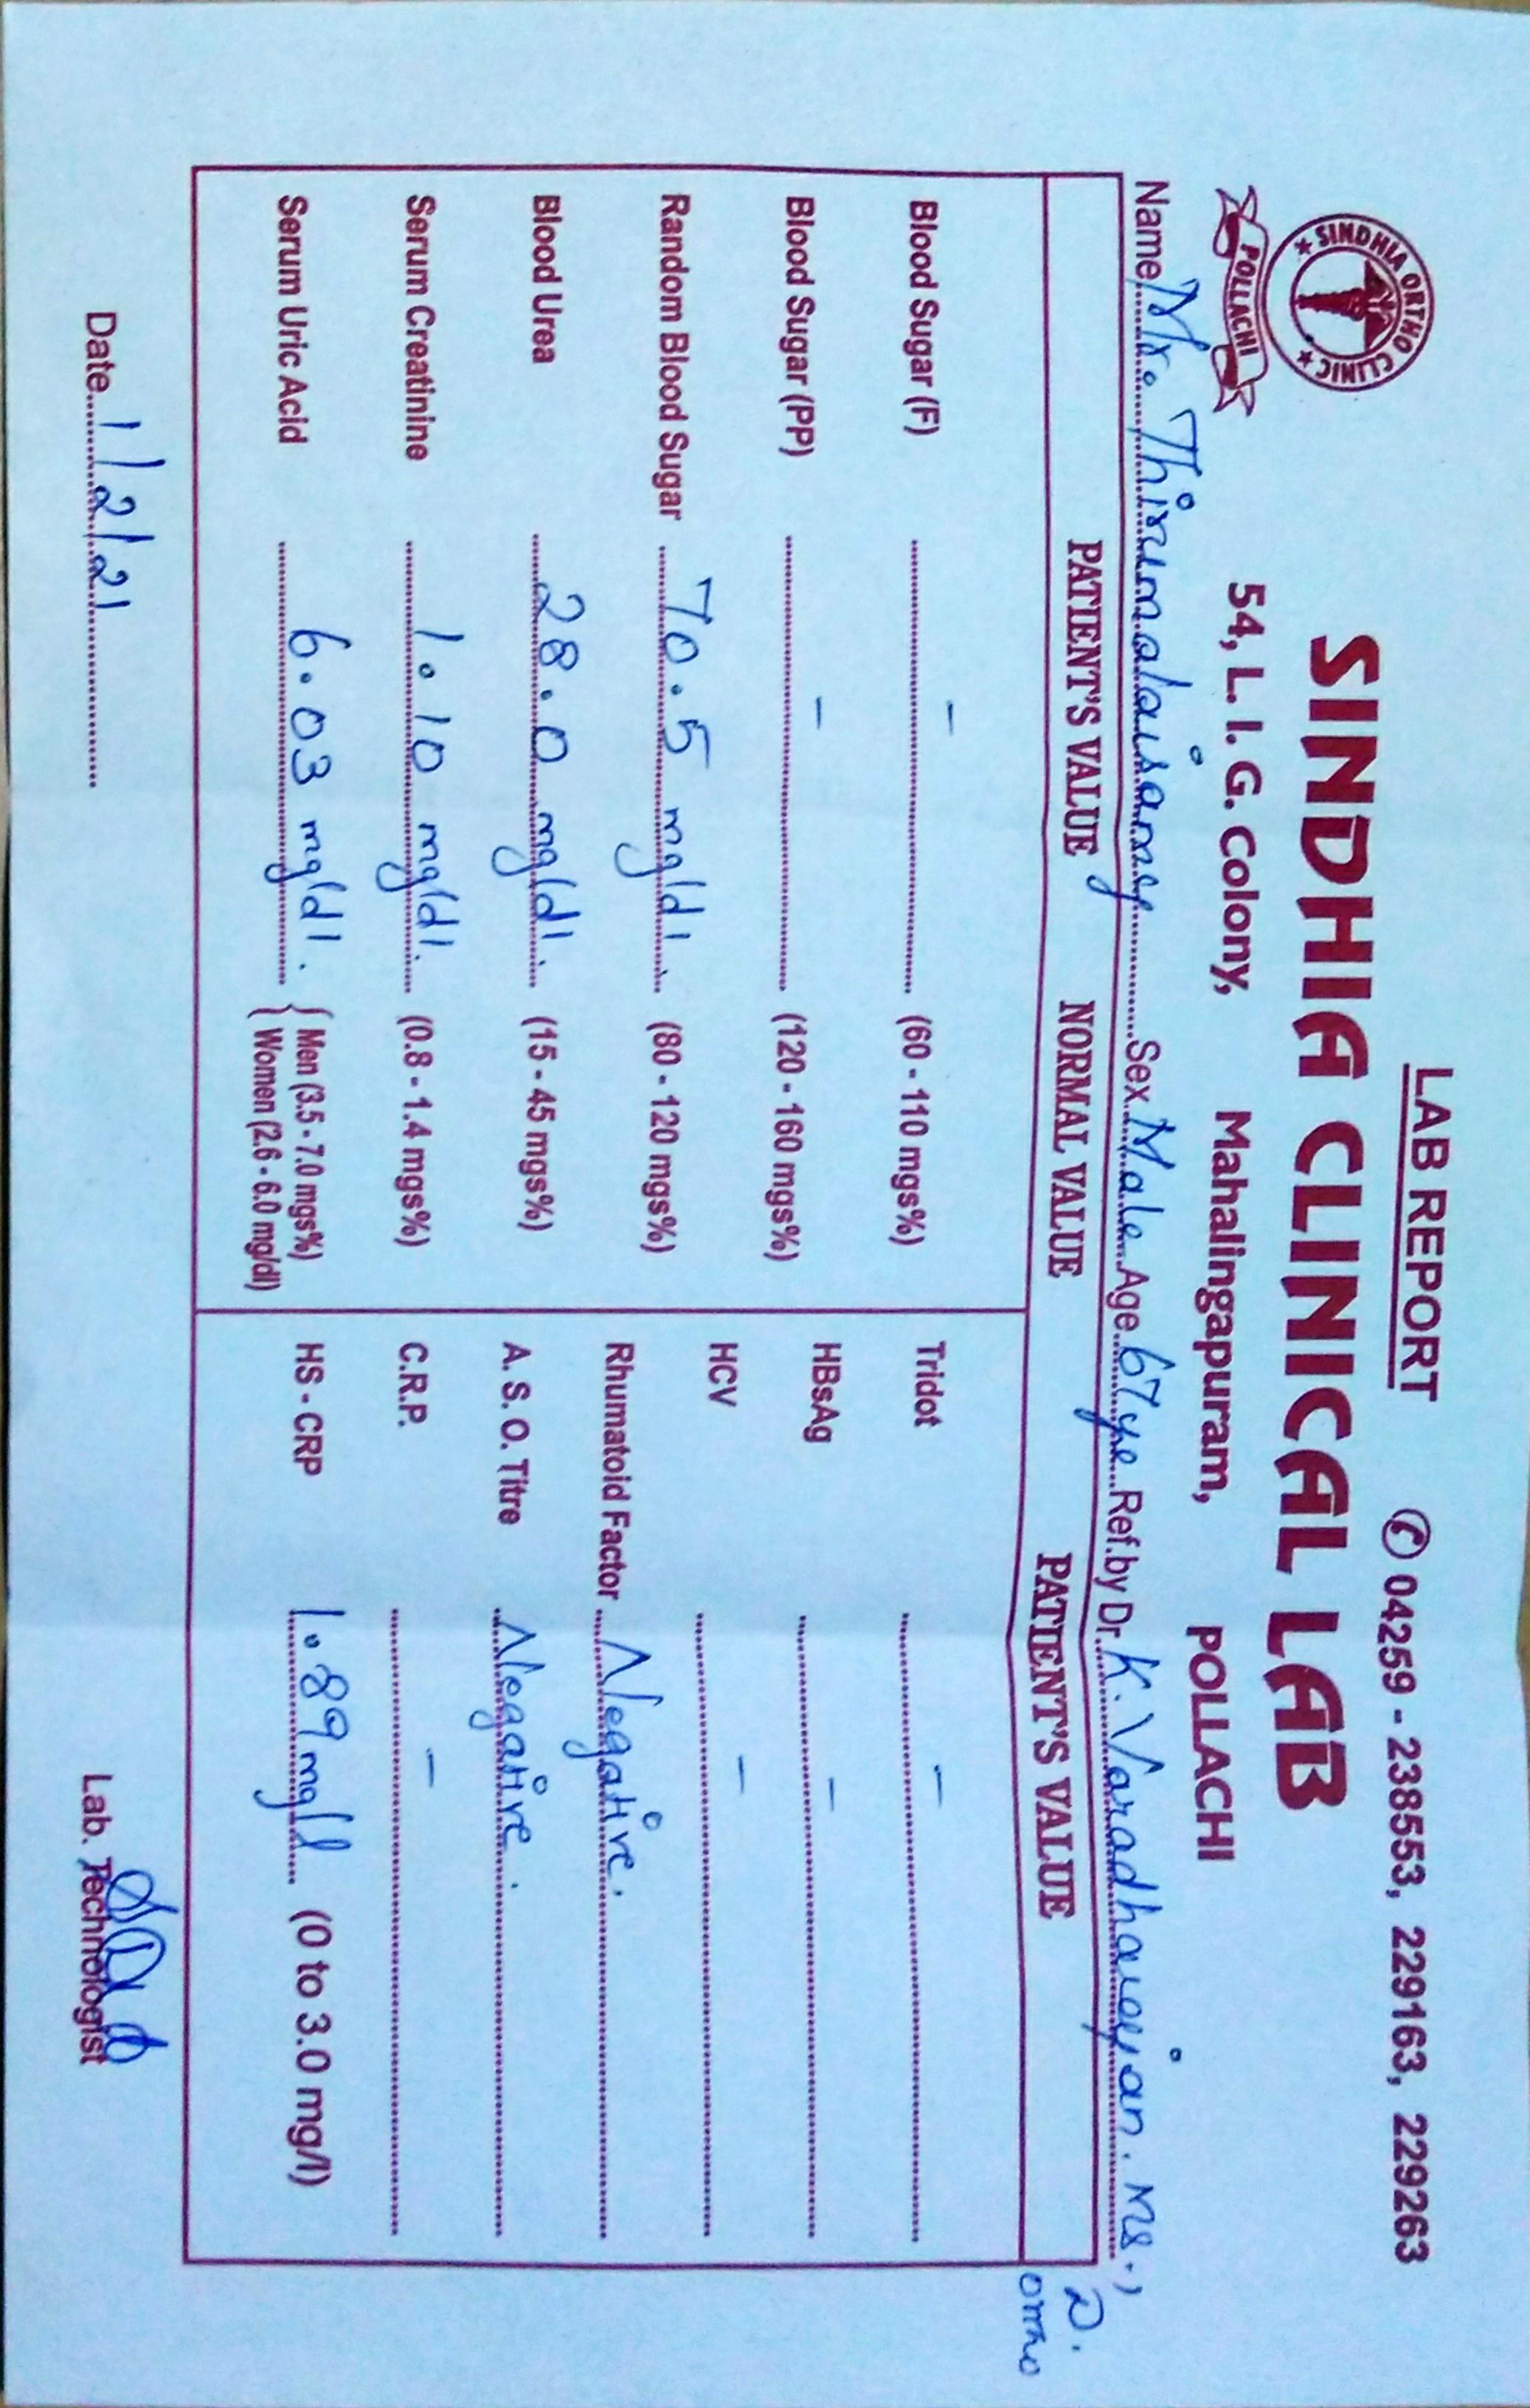 LAB REPORT ✆ 04259 - 238553, 229163, 229263
SINDHIA ORTHO CLINIC
POLLACHI
SINDHIA CLINICAL LAB
54, L. I. G. Colony, Mahalingapuram, POLLACHI
Name Mr. Thirumalaisamy Sex Male Age 67 yrs Ref.by Dr. K. Varadharajan. MS., D. ortho
PATIENT'S VALUE NORMAL VALUE PATIENT'S VALUE
Blood Sugar (F) – (60 - 110 mgs%) Tridot –
Blood Sugar (PP) – (120 - 160 mgs%) HBsAg –
HCV –
Random Blood Sugar 70.5 mg/dl. (80 - 120 mgs%) Rhumatoid Factor Negative.
Blood Urea 28.0 mg/dl. (15 - 45 mgs%) A. S. O. Titre Negative.
Serum Creatinine 1.10 mg/dl. (0.8 - 1.4 mgs%) C.R.P. –
Serum Uric Acid 6.03 mg/dl. { Men (3.5 - 7.0 mgs%) HS - CRP 1.89 mg/l (0 to 3.0 mg/l)
{ Women (2.6 - 6.0 mg/dl)
Date 1/2/21 Lab. Technologist